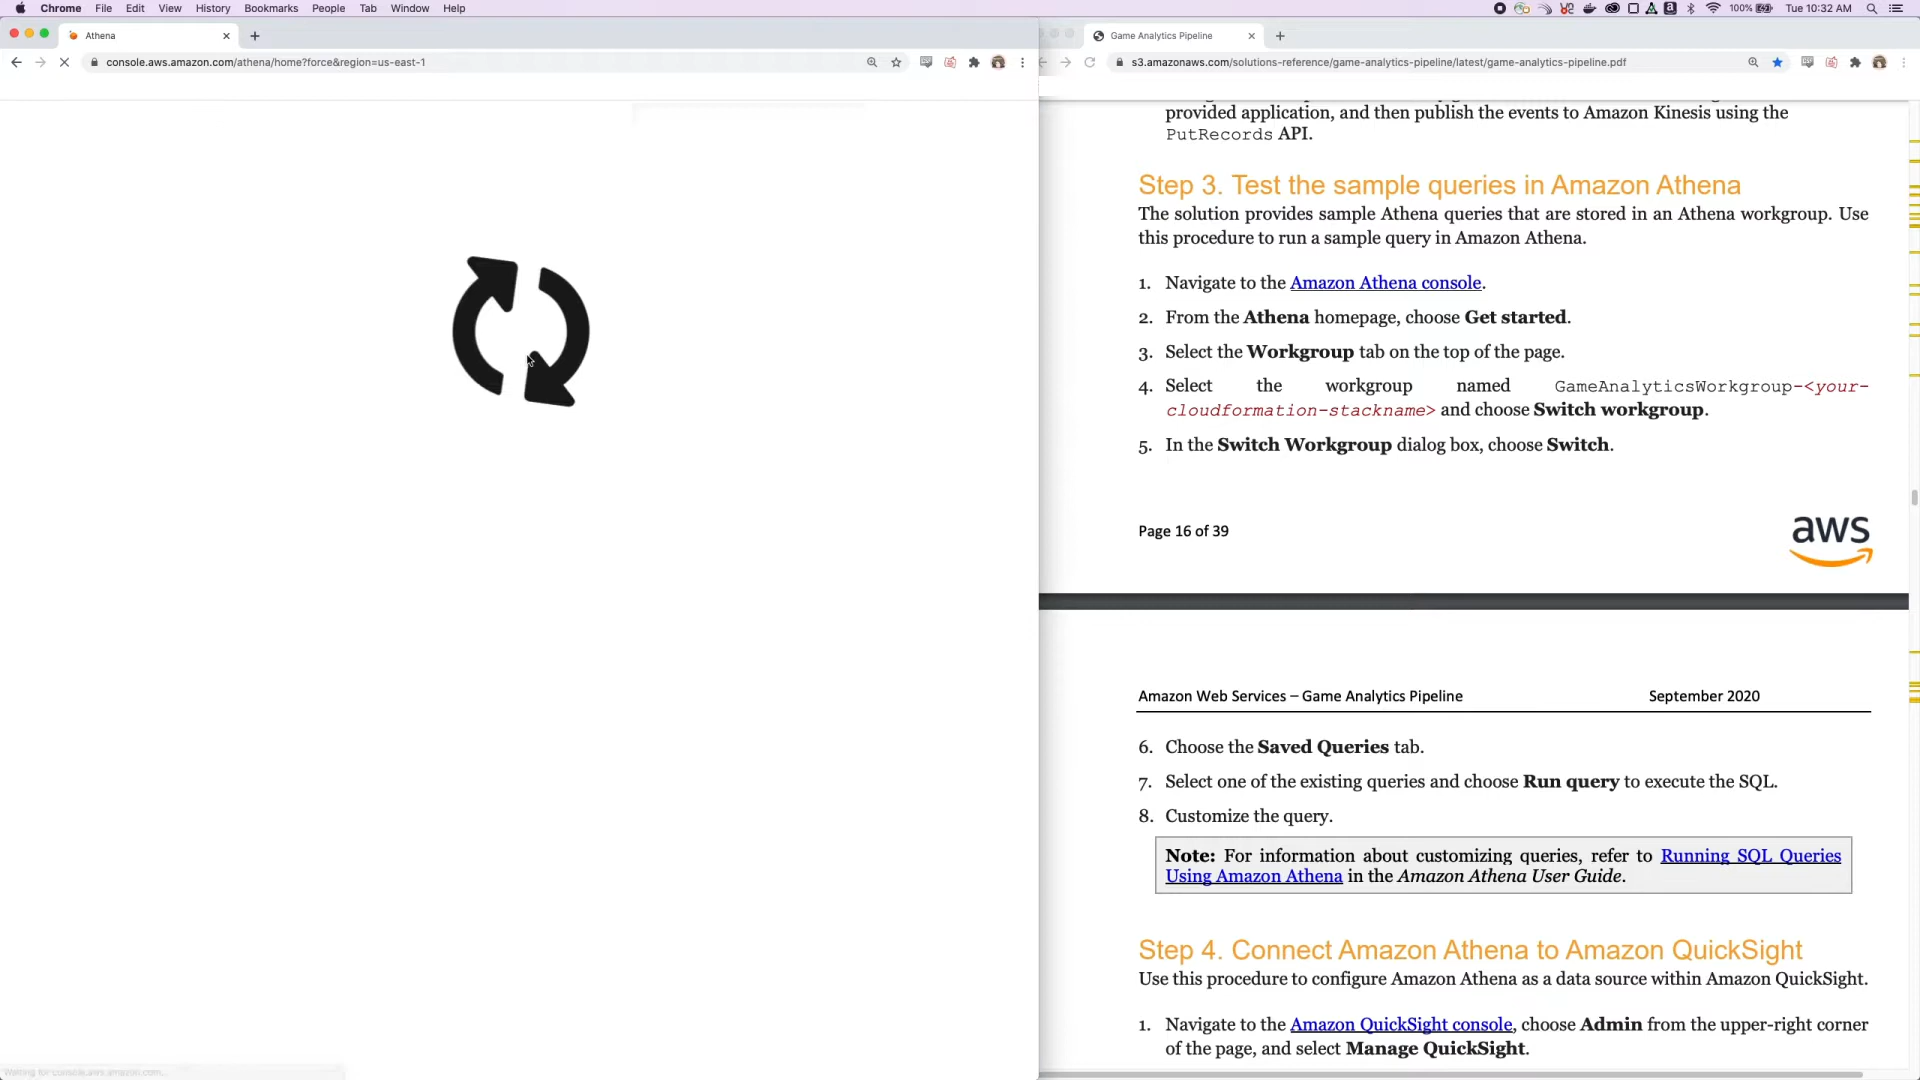 Chrome File Edit View History Bookmarks People Tab Window Help
100% Tue 10:32 AM
Athena
Game Analytics Pipeline
console.aws.amazon.com/athena/home?force&region=us-east-1
s3.amazonaws.com/solutions-reference/game-analytics-pipeline/latest/game-analytics-pipeline.pdf
provided application, and then publish the events to Amazon Kinesis using the
PutRecords API.
Step 3. Test the sample queries in Amazon Athena
The solution provides sample Athena queries that are stored in an Athena workgroup. Use
this procedure to run a sample query in Amazon Athena.
1. Navigate to the Amazon Athena console.
2. From the Athena homepage, choose Get started.
3. Select the Workgroup tab on the top of the page.
4. Select the workgroup named GameAnalyticsWorkgroup-<your-
cloudformation-stackname> and choose Switch workgroup.
5. In the Switch Workgroup dialog box, choose Switch.
Page 16 of 39
aws
Amazon Web Services – Game Analytics Pipeline September 2020
6. Choose the Saved Queries tab.
7. Select one of the existing queries and choose Run query to execute the SQL.
8. Customize the query.
Note: For information about customizing queries, refer to Running SQL Queries
Using Amazon Athena in the Amazon Athena User Guide.
Step 4. Connect Amazon Athena to Amazon QuickSight
Use this procedure to configure Amazon Athena as a data source within Amazon QuickSight.
1. Navigate to the Amazon QuickSight console, choose Admin from the upper-right corner
of the page, and select Manage QuickSight.
Waiting for console.aws.amazon.com...